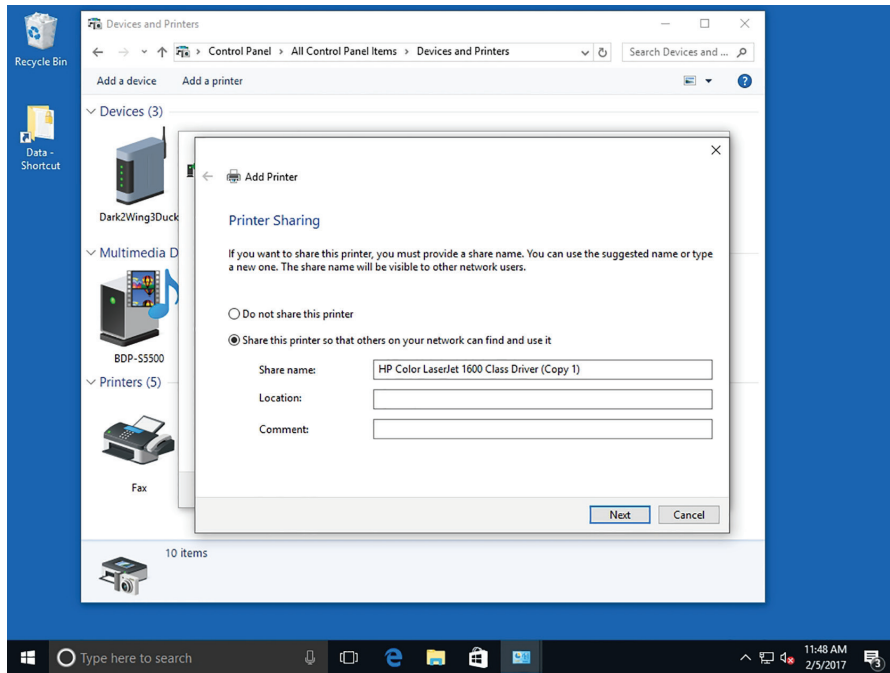 Recycle Bin
Data -
Shortcut
Devices and Printers
Control Panel > All Control Panel Items > Devices and Printers
Search Devices and ...
Add a device Add a printer
?
Devices (3)
Dark2Wing3Duck
Multimedia D
BDP-S5500
Printers (5)
Fax
10 items
Add Printer
Printer Sharing
If you want to share this printer, you must provide a share name. You can use the suggested name or type
a new one. The share name will be visible to other network users.
Do not share this printer
Share this printer so that others on your network can find and use it
Share name: HP Color LaserJet 1600 Class Driver (Copy 1)
Location:
Comment:
Next Cancel
Type here to search
11:48 AM
2/5/2017
3